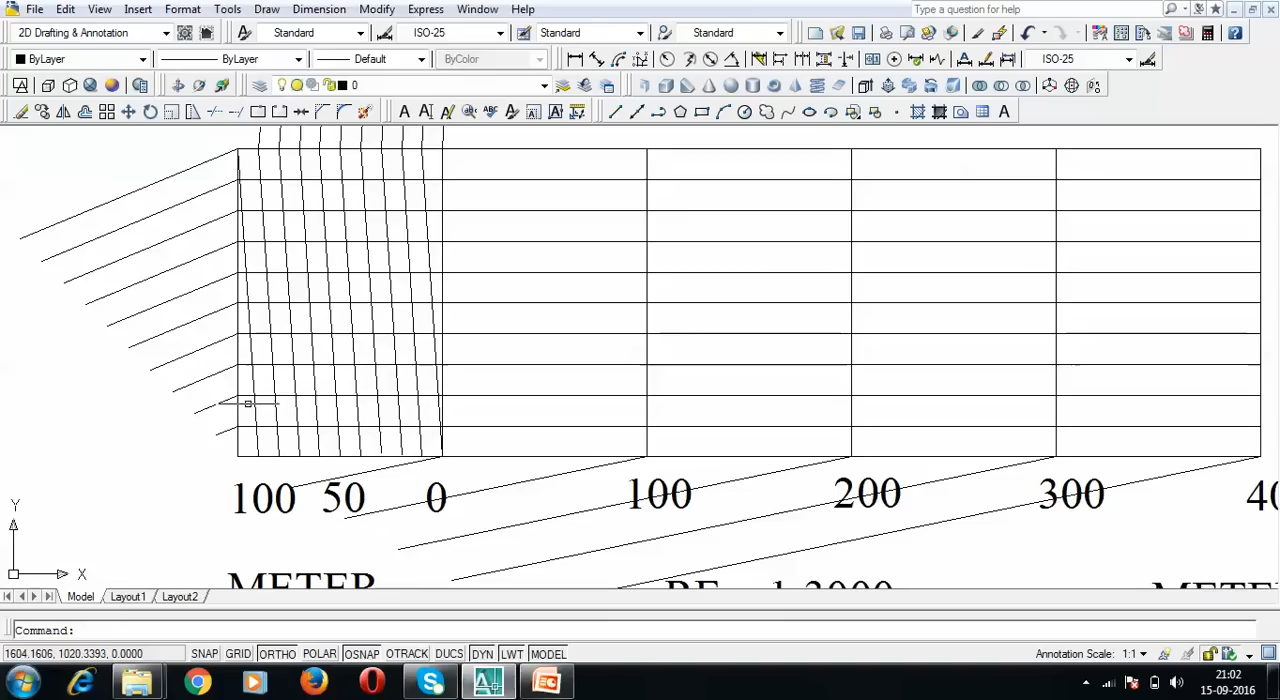 File Edit View Insert Format Tools Draw Dimension Modify Express Window Help Type a question for help
2D Drafting & Annotation Standard ISO-25 Standard Standard
ByLayer ByLayer Default ByColor ISO-25
0
100 50 0 100 200 300
METER
Y
X
Model Layout1 Layout2
Command:
1604.1606, 1020.3393, 0.0000 SNAP GRID ORTHO POLAR OSNAP OTRACK DUCS DYN LWT MODEL Annotation Scale: 1:1
21:02
15-09-2016